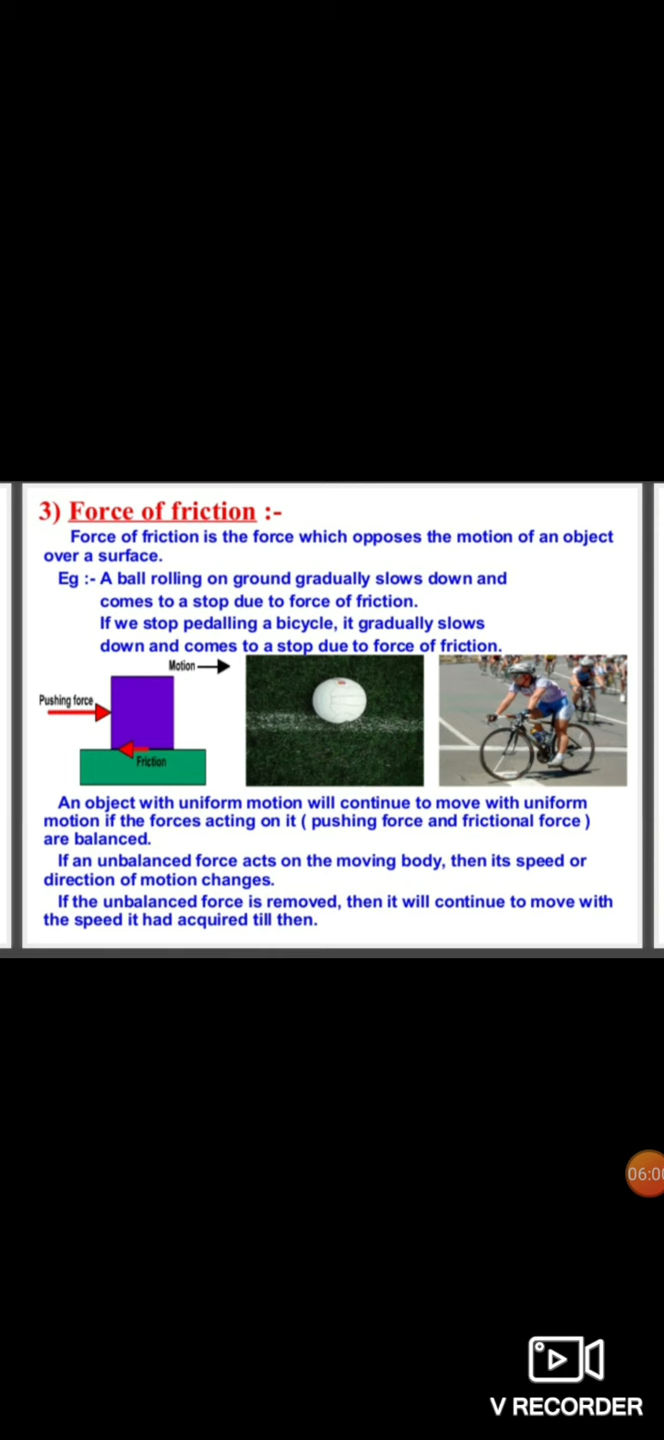 3) Force of friction :-
Force of friction is the force which opposes the motion of an object
over a surface.
Eg :- A ball rolling on ground gradually slows down and
comes to a stop due to force of friction.
If we stop pedalling a bicycle, it gradually slows
down and comes to a stop due to force of friction.
Motion
Pushing force
Friction
An object with uniform motion will continue to move with uniform
motion if the forces acting on it ( pushing force and frictional force )
are balanced.
If an unbalanced force acts on the moving body, then its speed or
direction of motion changes.
If the unbalanced force is removed, then it will continue to move with
the speed it had acquired till then.
V RECORDER